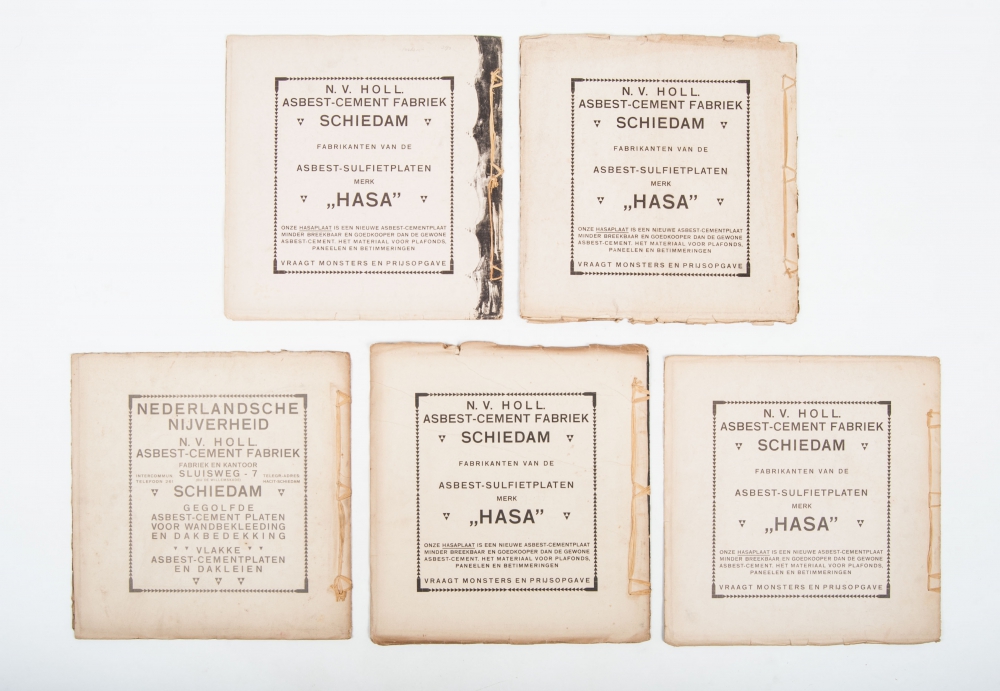 N. V. HOLL.
ASBEST-CEMENT FABRIEK
SCHIEDAM
FABRIKANTEN VAN DE
ASBEST-SULFIETPLATEN
MERK
„HASA”
ONZE HASAPLAAT IS EEN NIEUWE ASBEST-CEMENTPLAAT
MINDER BREEKBAAR EN GOEDKOOPER DAN DE GEWONE
ASBEST-CEMENT. HET MATERIAAL VOOR PLAFONDS,
PANEELEN EN BETIMMERINGEN
VRAAGT MONSTERS EN PRIJSOPGAVE
N. V. HOLL.
ASBEST-CEMENT FABRIEK
SCHIEDAM
FABRIKANTEN VAN DE
ASBEST-SULFIETPLATEN
MERK
„HASA”
ONZE HASAPLAAT IS EEN NIEUWE ASBEST-CEMENTPLAAT
MINDER BREEKBAAR EN GOEDKOOPER DAN DE GEWONE
ASBEST-CEMENT. HET MATERIAAL VOOR PLAFONDS,
PANEELEN EN BETIMMERINGEN
VRAAGT MONSTERS EN PRIJSOPGAVE
NEDERLANDSCHE
NIJVERHEID
N. V. HOLL.
ASBEST-CEMENT FABRIEK
FABRIEK EN KANTOOR
SLUISWEG - 7
TELEFOON
SCHIEDAM
GEGOLFDE
ASBEST-CEMENT PLATEN
VOOR WANDBEKLEEDING
EN DAKBEDEKKING
VLAKKE
ASBEST-CEMENTPLATEN
EN DAKLEIEN
N. V. HOLL.
ASBEST-CEMENT FABRIEK
SCHIEDAM
FABRIKANTEN VAN DE
ASBEST-SULFIETPLATEN
MERK
„HASA”
ONZE HASAPLAAT IS EEN NIEUWE ASBEST-CEMENTPLAAT
MINDER BREEKBAAR EN GOEDKOOPER DAN DE GEWONE
ASBEST-CEMENT. HET MATERIAAL VOOR PLAFONDS,
PANEELEN EN BETIMMERINGEN
VRAAGT MONSTERS EN PRIJSOPGAVE
N. V. HOLL.
ASBEST-CEMENT FABRIEK
SCHIEDAM
FABRIKANTEN VAN DE
ASBEST-SULFIETPLATEN
MERK
„HASA”
ONZE HASAPLAAT IS EEN NIEUWE ASBEST-CEMENTPLAAT
MINDER BREEKBAAR EN GOEDKOOPER DAN DE GEWONE
ASBEST-CEMENT. HET MATERIAAL VOOR PLAFONDS,
PANEELEN EN BETIMMERINGEN
VRAAGT MONSTERS EN PRIJSOPGAVE